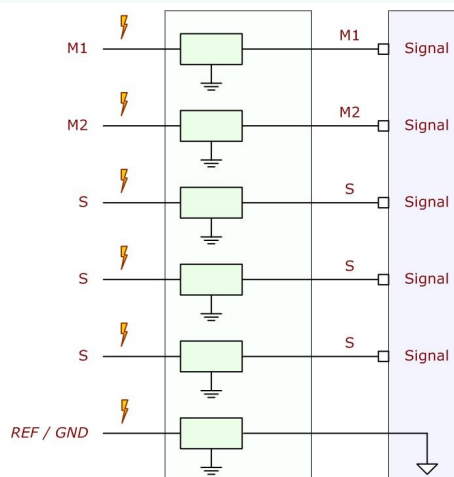 M1 M1 Signal
M2 M2 Signal
S S Signal
S S Signal
S S Signal
REF / GND